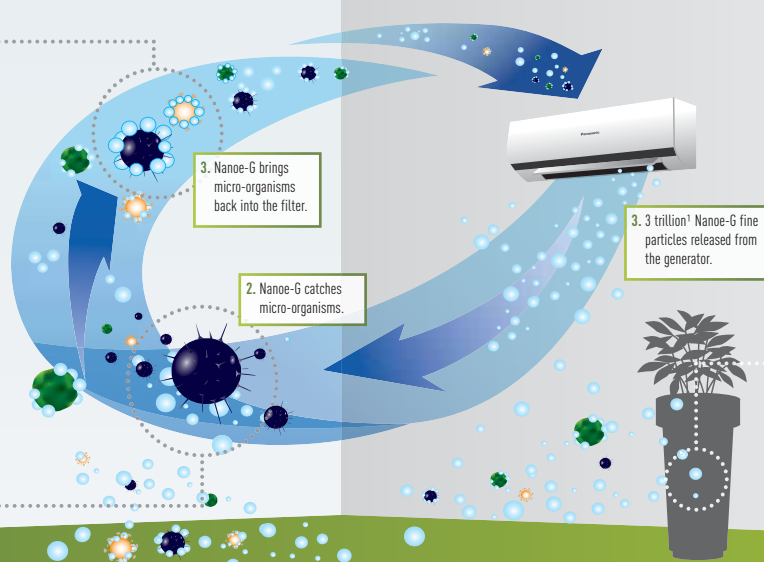 Panasonic
3. Nanoe-G brings
micro-organisms
back into the filter.
3. 3 trillion¹ Nanoe-G fine
particles released from
the generator.
2. Nanoe-G catches
micro-organisms.